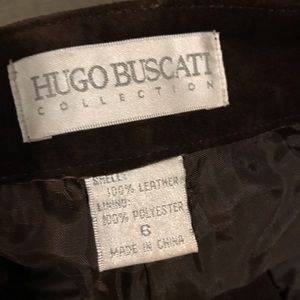 HUGO BUSCATI
COLLECTION
SHELL:
100% LEATHER
LINING:
100% POLYESTER
6
MADE IN CHINA